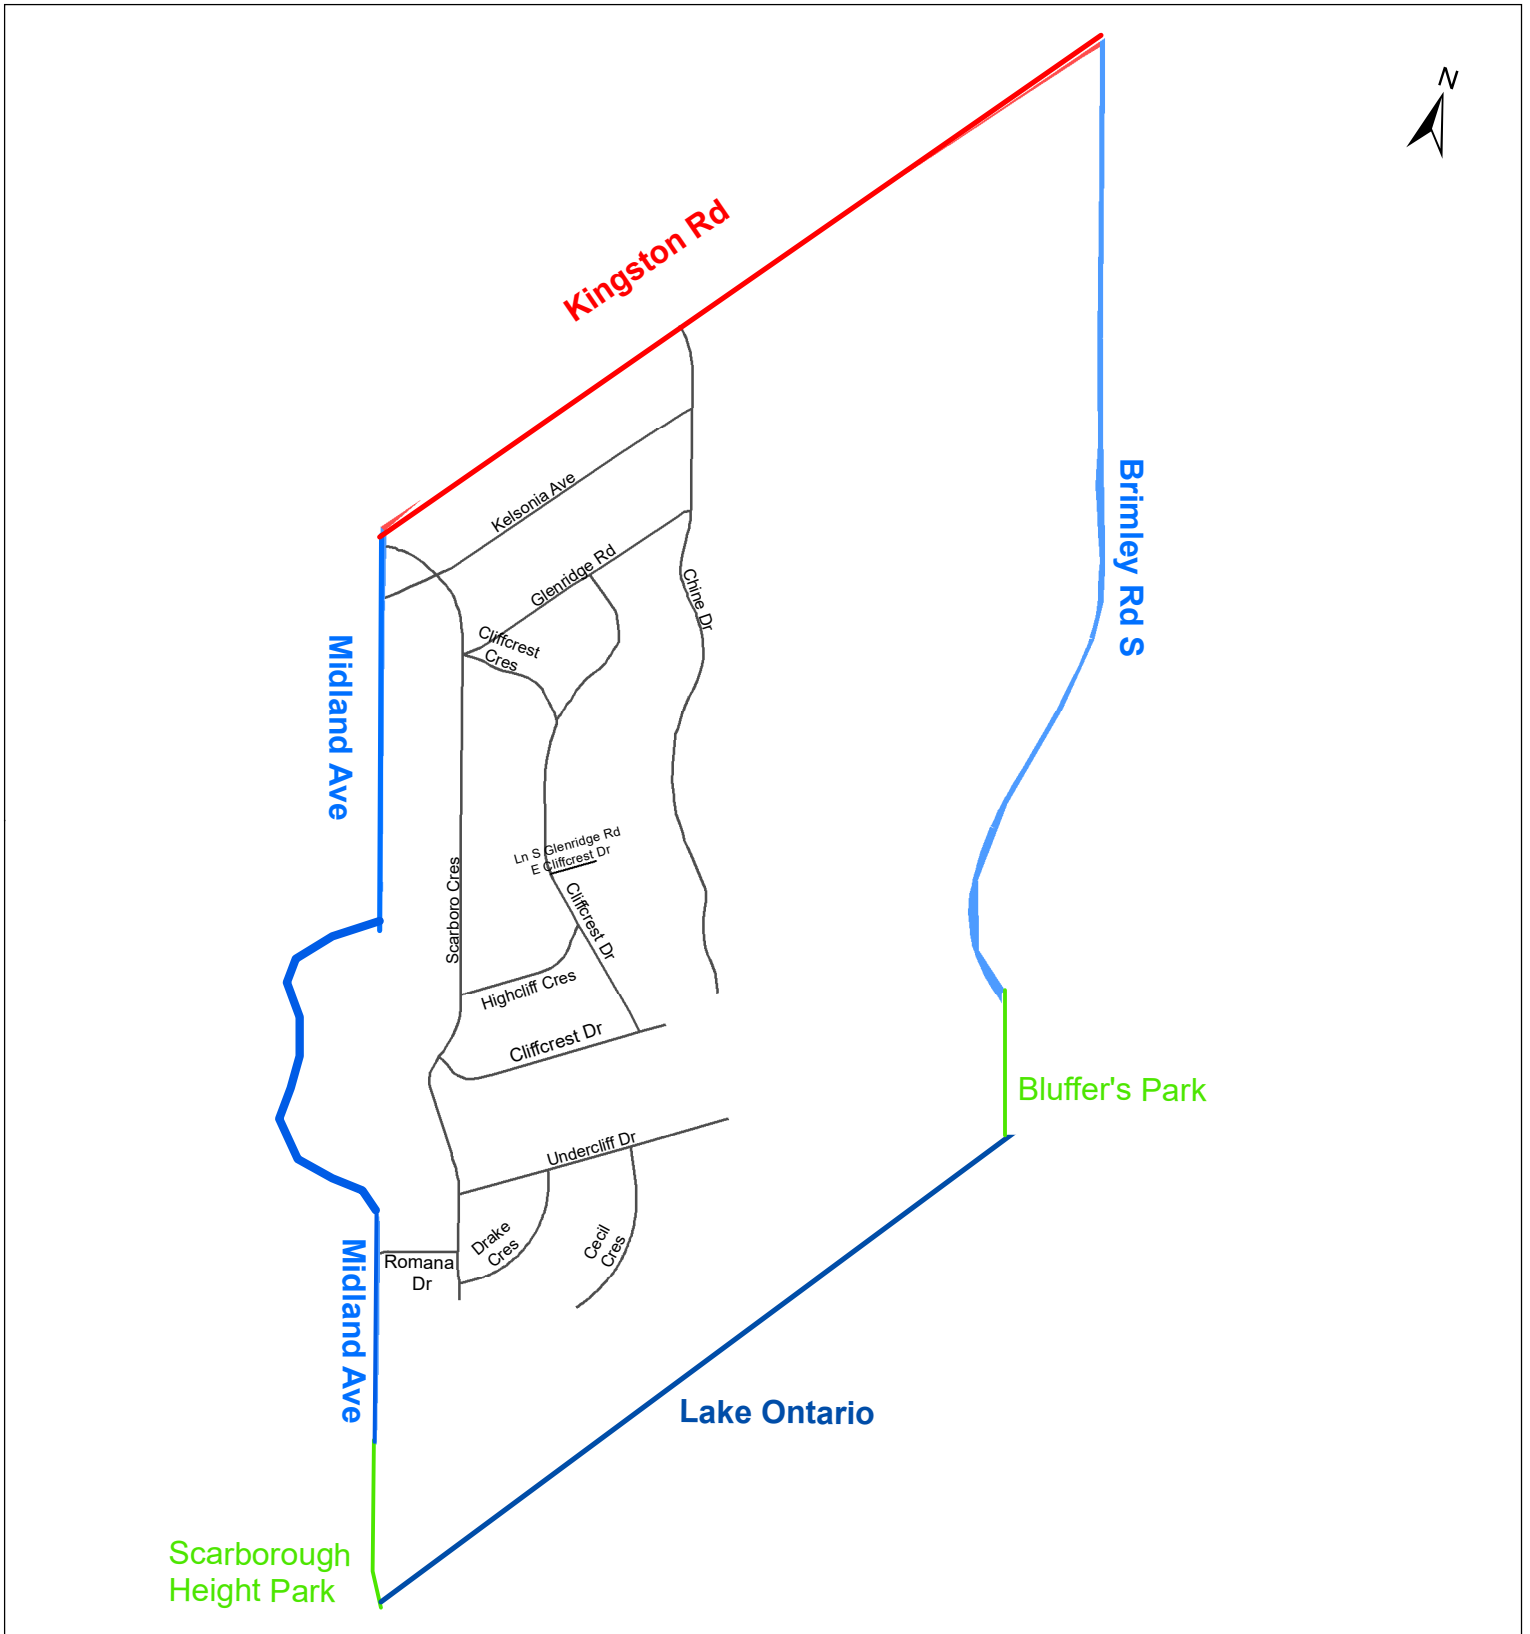 N
Kingston Rd
Kelsonia Ave
Brimley Rd S
Glenridge Rd
Chine Dr
Cliffcrest
Cres
Midland Ave
Ln S Glenridge Rd
E Cliffcrest Dr
Scarboro Cres
Cliffcrest Dr
Highcliff Cres
Cliffcrest Dr
Bluffer's Park
Undercliff Dr
Drake
Cres
Cecil
Cres
Romana
Dr
Midland Ave
Lake Ontario
Scarborough
Height Park